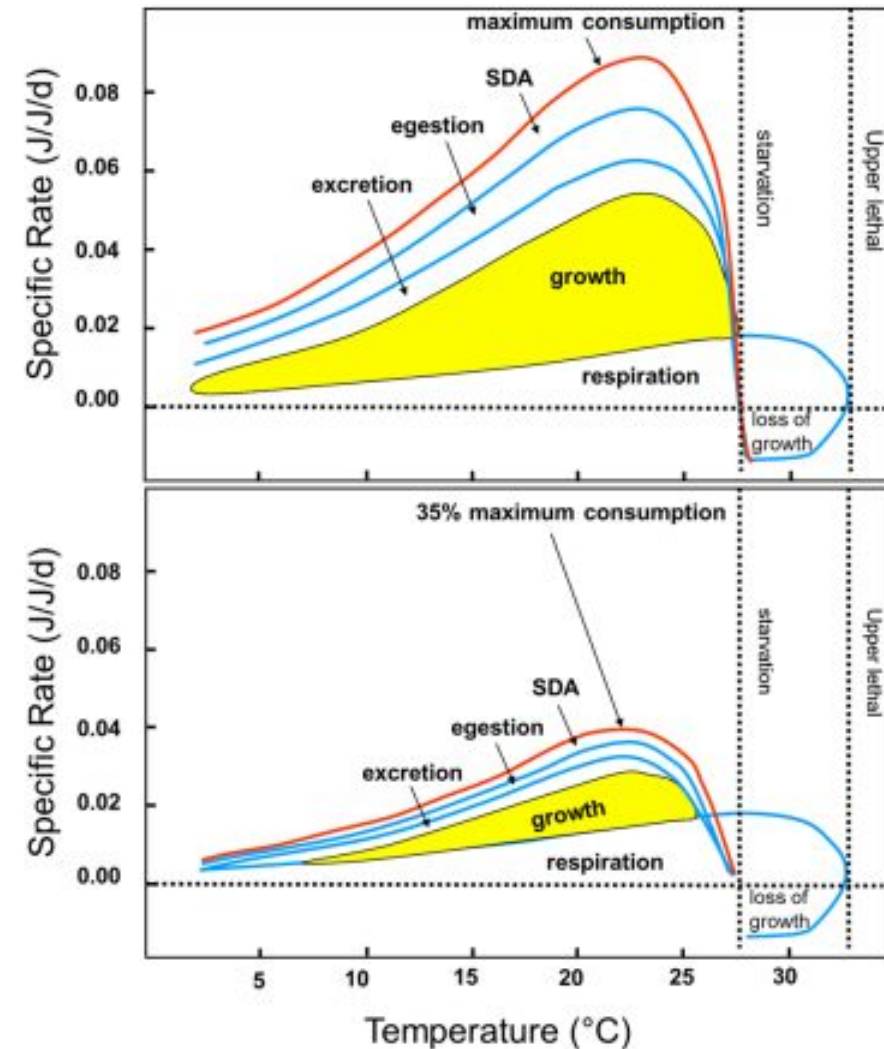 maximum consumption
SDA
egestion
excretion
growth
respiration
loss of
growth
starvation
Upper lethal
Specific Rate (J/J/d)
0.08
0.06
0.04
0.02
0.00
35% maximum consumption
SDA
egestion
excretion
growth
respiration
loss of
growth
starvation
Upper lethal
Specific Rate (J/J/d)
0.08
0.06
0.04
0.02
0.00
5 10 15 20 25 30
Temperature (°C)